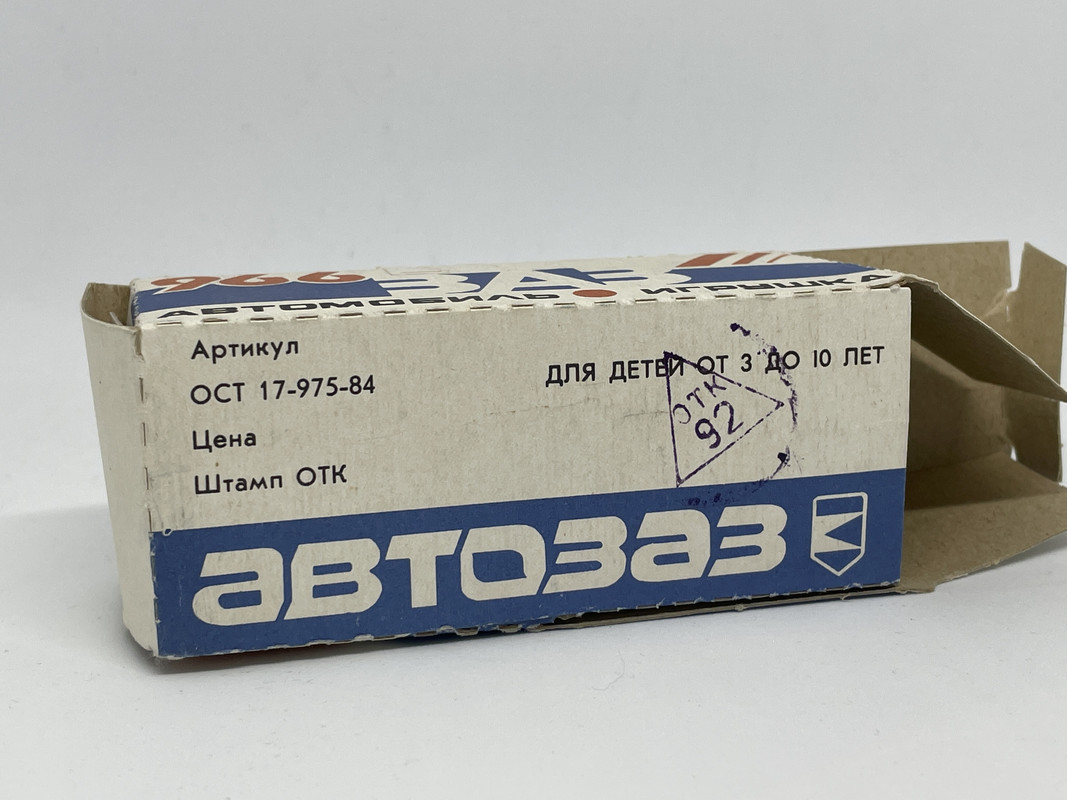 966 ЗАЗ
АВТОМОБИЛЬ • ИГРУШКА
Артикул
ОСТ 17-975-84
Цена
Штамп ОТК
ДЛЯ ДЕТЕЙ ОТ 3 ДО 10 ЛЕТ
ОТК
92
автозаз